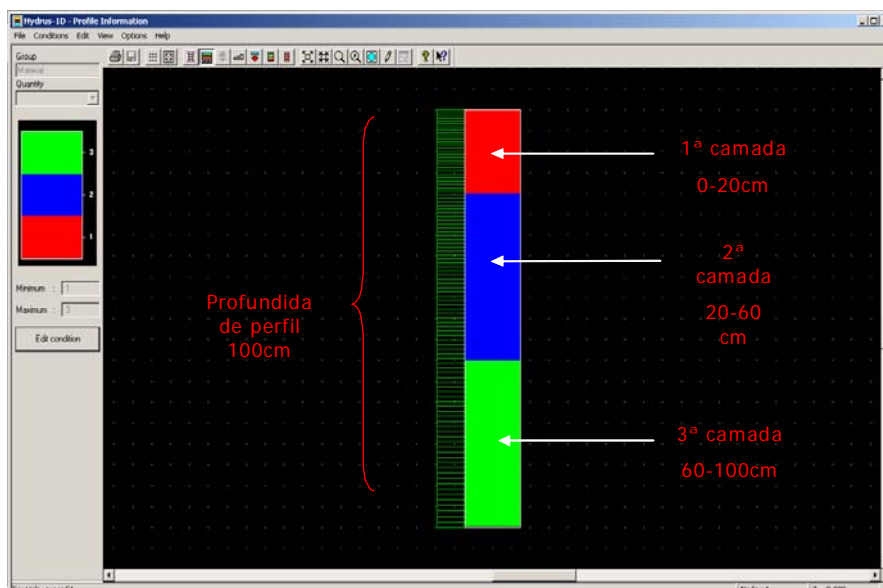 Hydrus-1D - Profile Information
File Conditions Edit View Options Help
Group
Material
Quantity
3
2
1
Minimum : 1
Maximum : 3
Edit condition
Profundida
de perfil
100cm
1ª camada
0-20cm
2ª
camada
20-60
cm
3ª camada
60-100cm